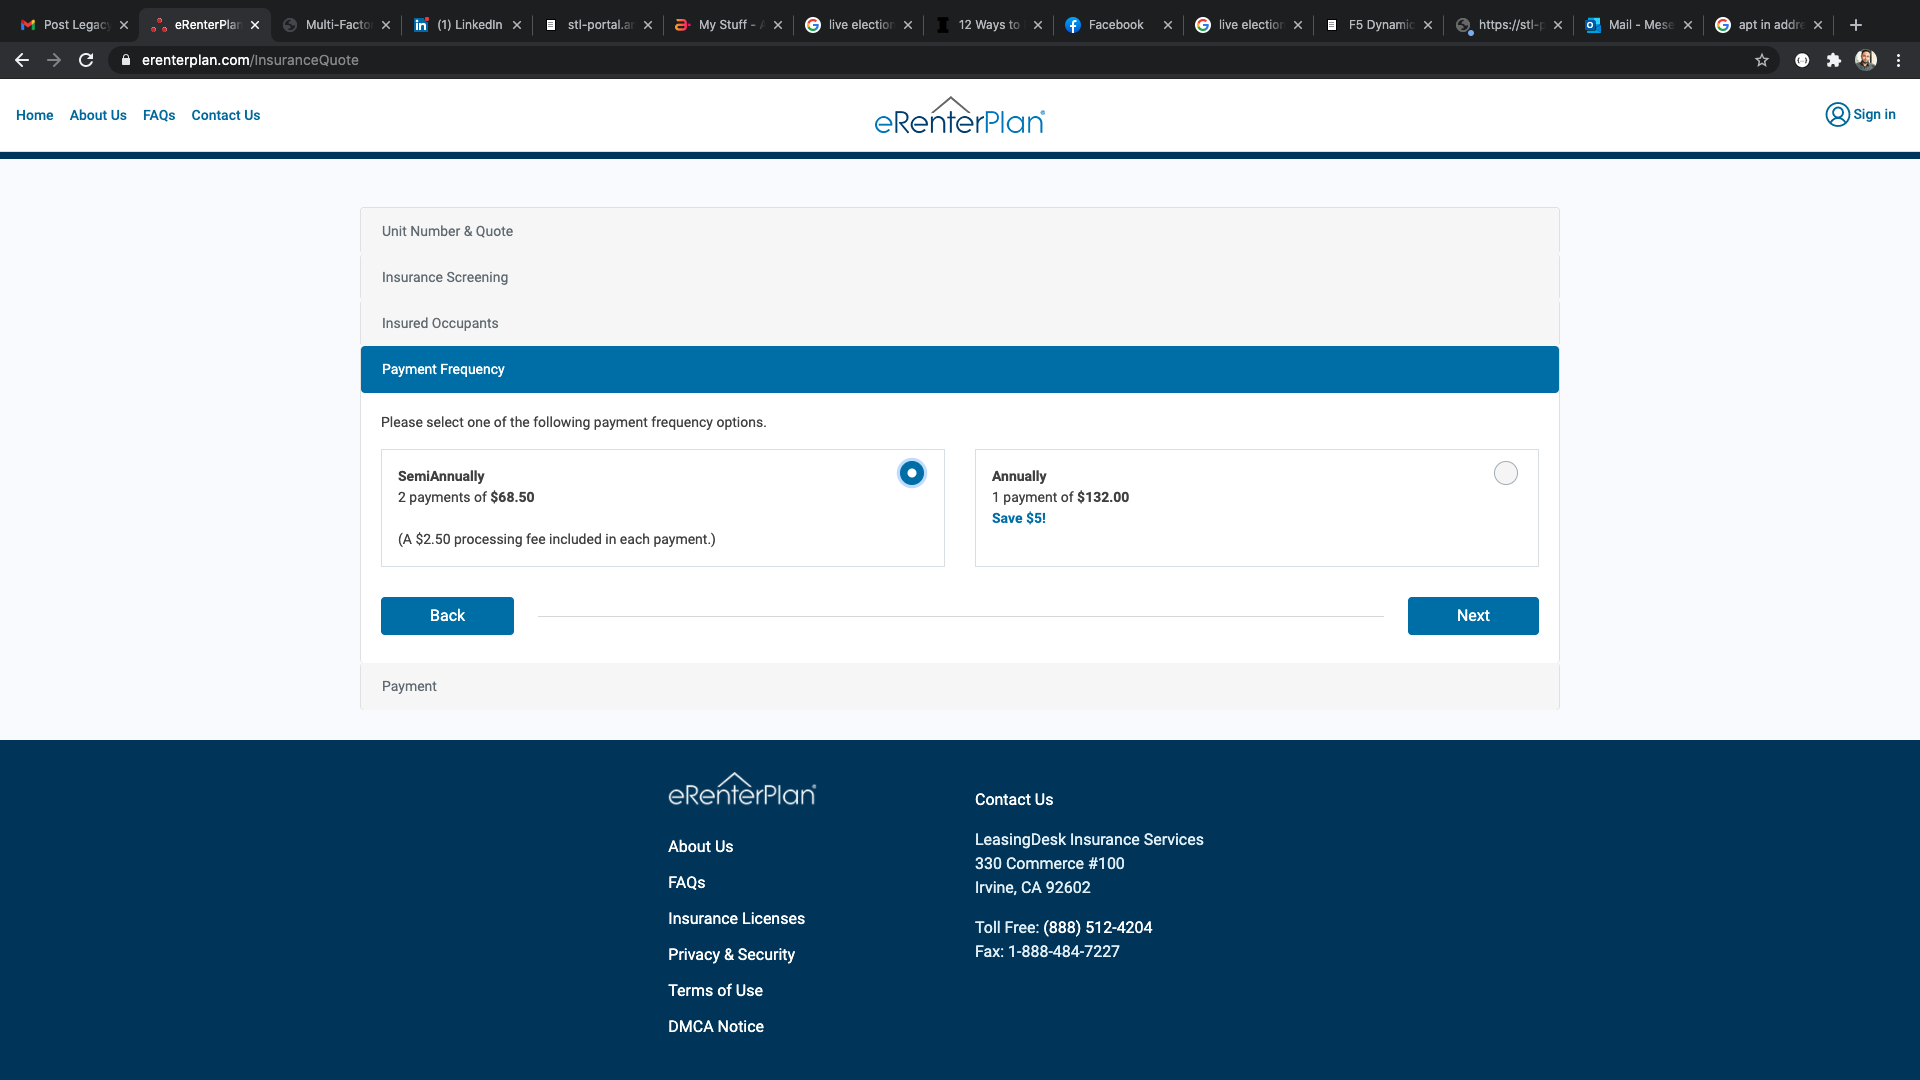 Post Legacy
eRenterPlan
Multi-Facto
(1) LinkedIn
stl-portal.ar
My Stuff - A
live election
12 Ways to
Facebook
live election
F5 Dynamic
https://stl-p
Mail - Mese
apt in addre
erenterplan.com/InsuranceQuote
Home
About Us
FAQs
Contact Us
eRenterPlan
Sign in
Unit Number & Quote
Insurance Screening
Insured Occupants
Payment Frequency
Please select one of the following payment frequency options.
SemiAnnually
2 payments of $68.50
(A $2.50 processing fee included in each payment.)
Annually
1 payment of $132.00
Save $5!
Back
Next
Payment
eRenterPlan
About Us
FAQs
Insurance Licenses
Privacy & Security
Terms of Use
DMCA Notice
Contact Us
LeasingDesk Insurance Services
330 Commerce #100
Irvine, CA 92602
Toll Free: (888) 512-4204
Fax: 1-888-484-7227